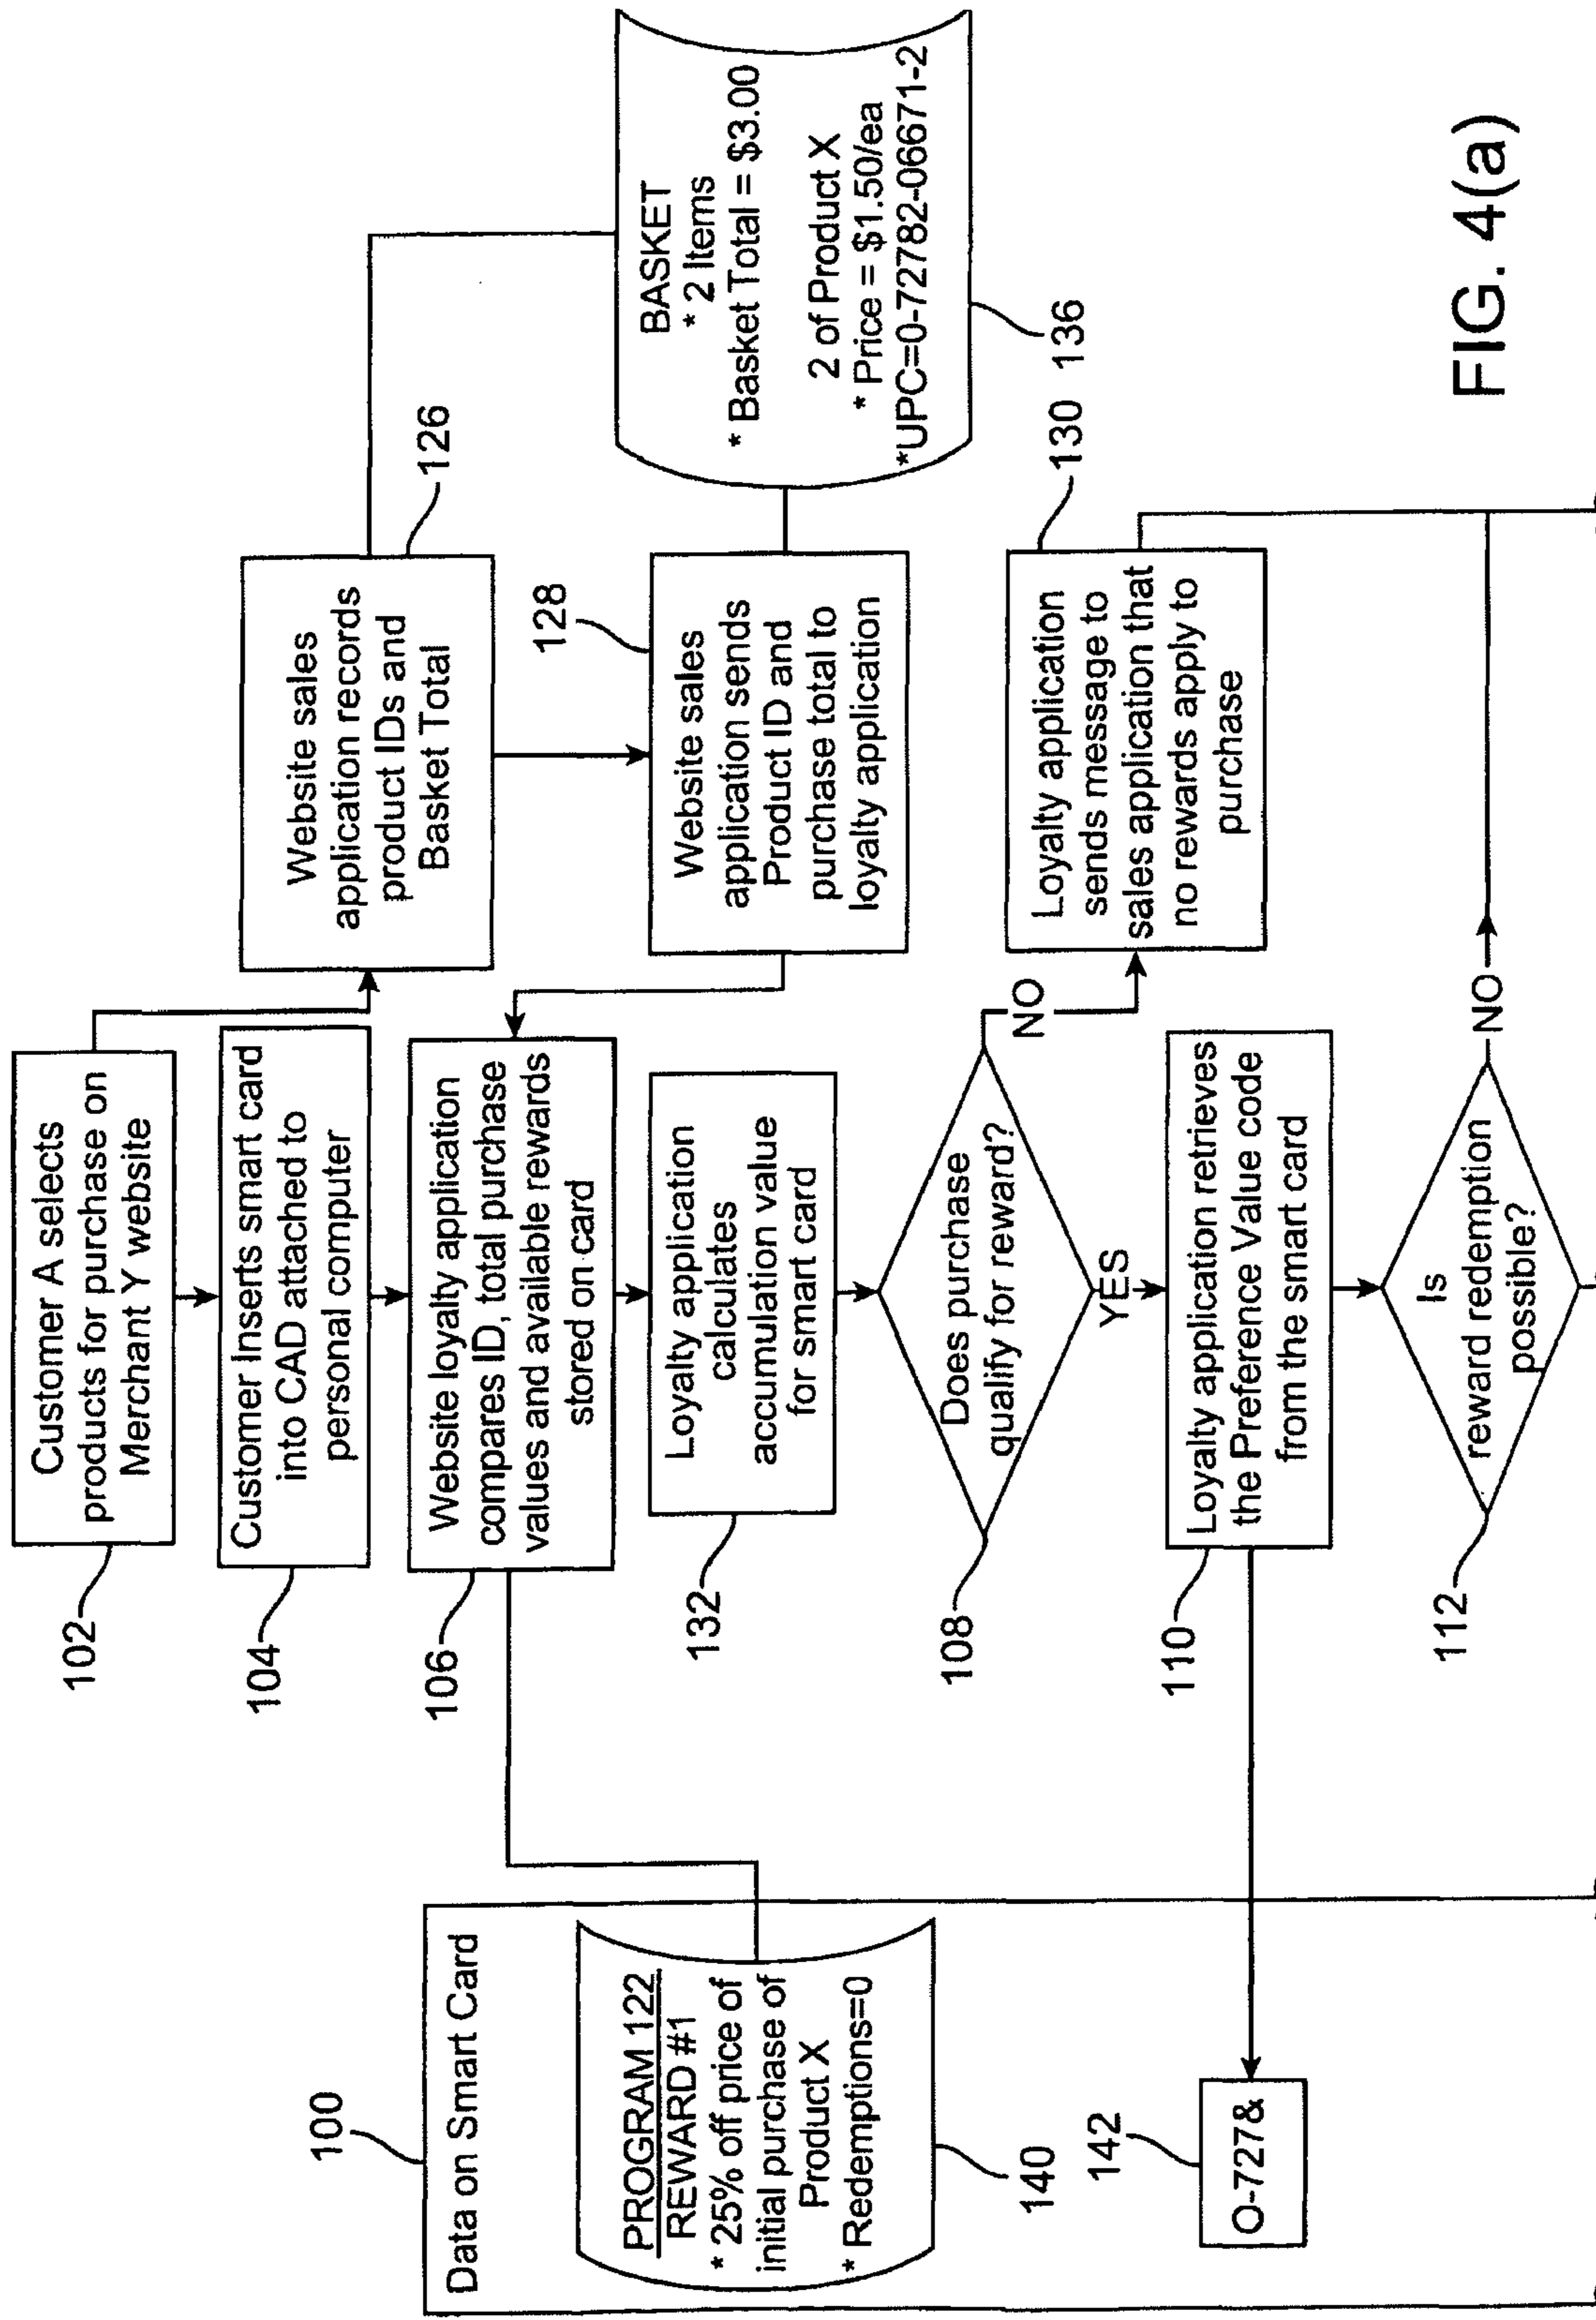 102
Customer A selects
products for purchase on
Merchant Y website
104
Customer Inserts smart card
into CAD attached to
personal computer
106
Website loyalty application
compares ID, total purchase
values and available rewards
stored on card
132
Loyalty application
calculates
accumulation value
for smart card
108
Does purchase
qualify for reward?
NO
YES
110
Loyalty application retrieves
the Preference Value code
from the smart card
112
Is
reward redemption
possible?
NO
126
Website sales
application records
product IDs and
Basket Total
128
Website sales
application sends
Product ID and
purchase total to
loyalty application
130
Loyalty application
sends message to
sales application that
no rewards apply to
purchase
BASKET
* 2 Items
* Basket Total = $3.00
2 of Product X
* Price = $1.50/ea
*UPC=0-72782-06671-2
136
100
Data on Smart Card
PROGRAM 122
REWARD #1
* 25% off price of
initial purchase of
Product X
* Redemptions=0
140
142
O-727&
FIG. 4(a)